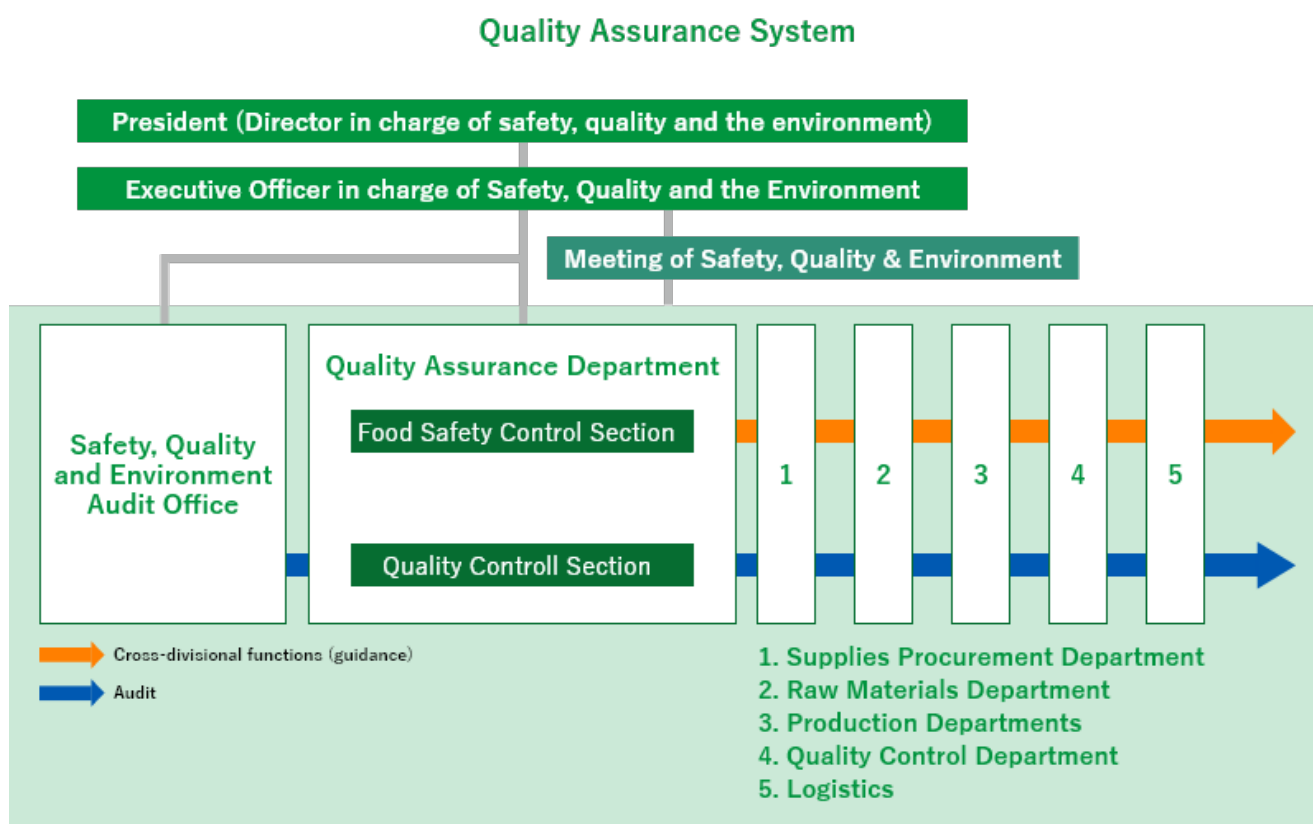 Quality Assurance System
President (Director in charge of safety, quality and the environment)
Executive Officer in charge of Safety, Quality and the Environment
Meeting of Safety, Quality & Environment
Safety, Quality
and Environment
Audit Office
Quality Assurance Department
Food Safety Control Section
Quality Controll Section
1
2
3
4
5
Cross-divisional functions (guidance)
Audit
1. Supplies Procurement Department
2. Raw Materials Department
3. Production Departments
4. Quality Control Department
5. Logistics